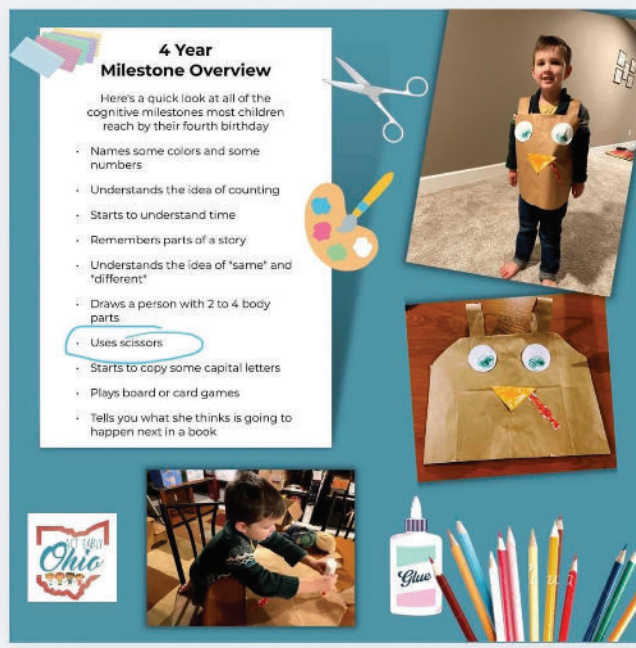 4 Year
Milestone Overview
Here's a quick look at all of the
cognitive milestones most children
reach by their fourth birthday
· Names some colors and some
numbers
· Understands the idea of counting
· Starts to understand time
· Remembers parts of a story
· Understands the idea of "same" and
"different"
· Draws a person with 2 to 4 body
parts
· Uses scissors
· Starts to copy some capital letters
· Plays board or card games
· Tells you what she thinks is going to
happen next in a book
ACT EARLY
Ohio
Glue